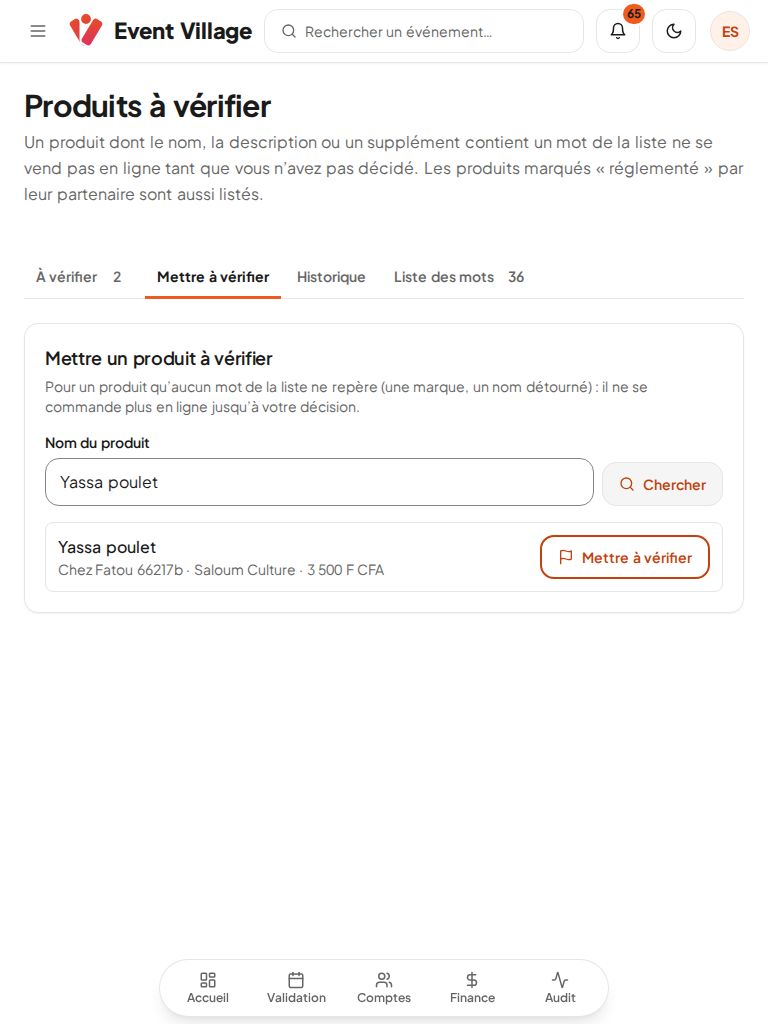 Event Village
Rechercher un événement…
65
ES
Produits à vérifier
Un produit dont le nom, la description ou un supplément contient un mot de la liste ne se
vend pas en ligne tant que vous n'avez pas décidé. Les produits marqués « réglementé » par
leur partenaire sont aussi listés.
À vérifier 2
Mettre à vérifier
Historique
Liste des mots 36
Mettre un produit à vérifier
Pour un produit qu'aucun mot de la liste ne repère (une marque, un nom détourné) : il ne se
commande plus en ligne jusqu'à votre décision.
Nom du produit
Yassa poulet
Chercher
Yassa poulet
Chez Fatou 66217b · Saloum Culture · 3 500 F CFA
Mettre à vérifier
Accueil
Validation
Comptes
Finance
Audit